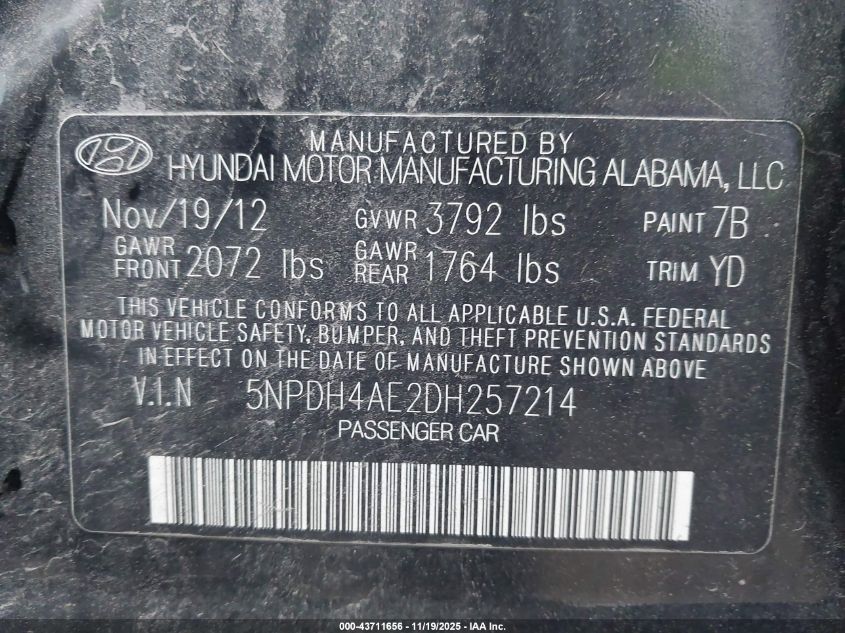 MANUFACTURED BY
HYUNDAI MOTOR MANUFACTURING ALABAMA, LLC
Nov/19/12 GVWR 3792 lbs PAINT 7B
GAWR FRONT 2072 lbs GAWR REAR 1764 lbs TRIM YD
THIS VEHICLE CONFORMS TO ALL APPLICABLE U.S.A. FEDERAL
MOTOR VEHICLE SAFETY, BUMPER, AND THEFT PREVENTION STANDARDS
IN EFFECT ON THE DATE OF MANUFACTURE SHOWN ABOVE
V.I.N 5NPDH4AE2DH257214
PASSENGER CAR
000-43711656 - 11/19/2025 - IAA Inc.